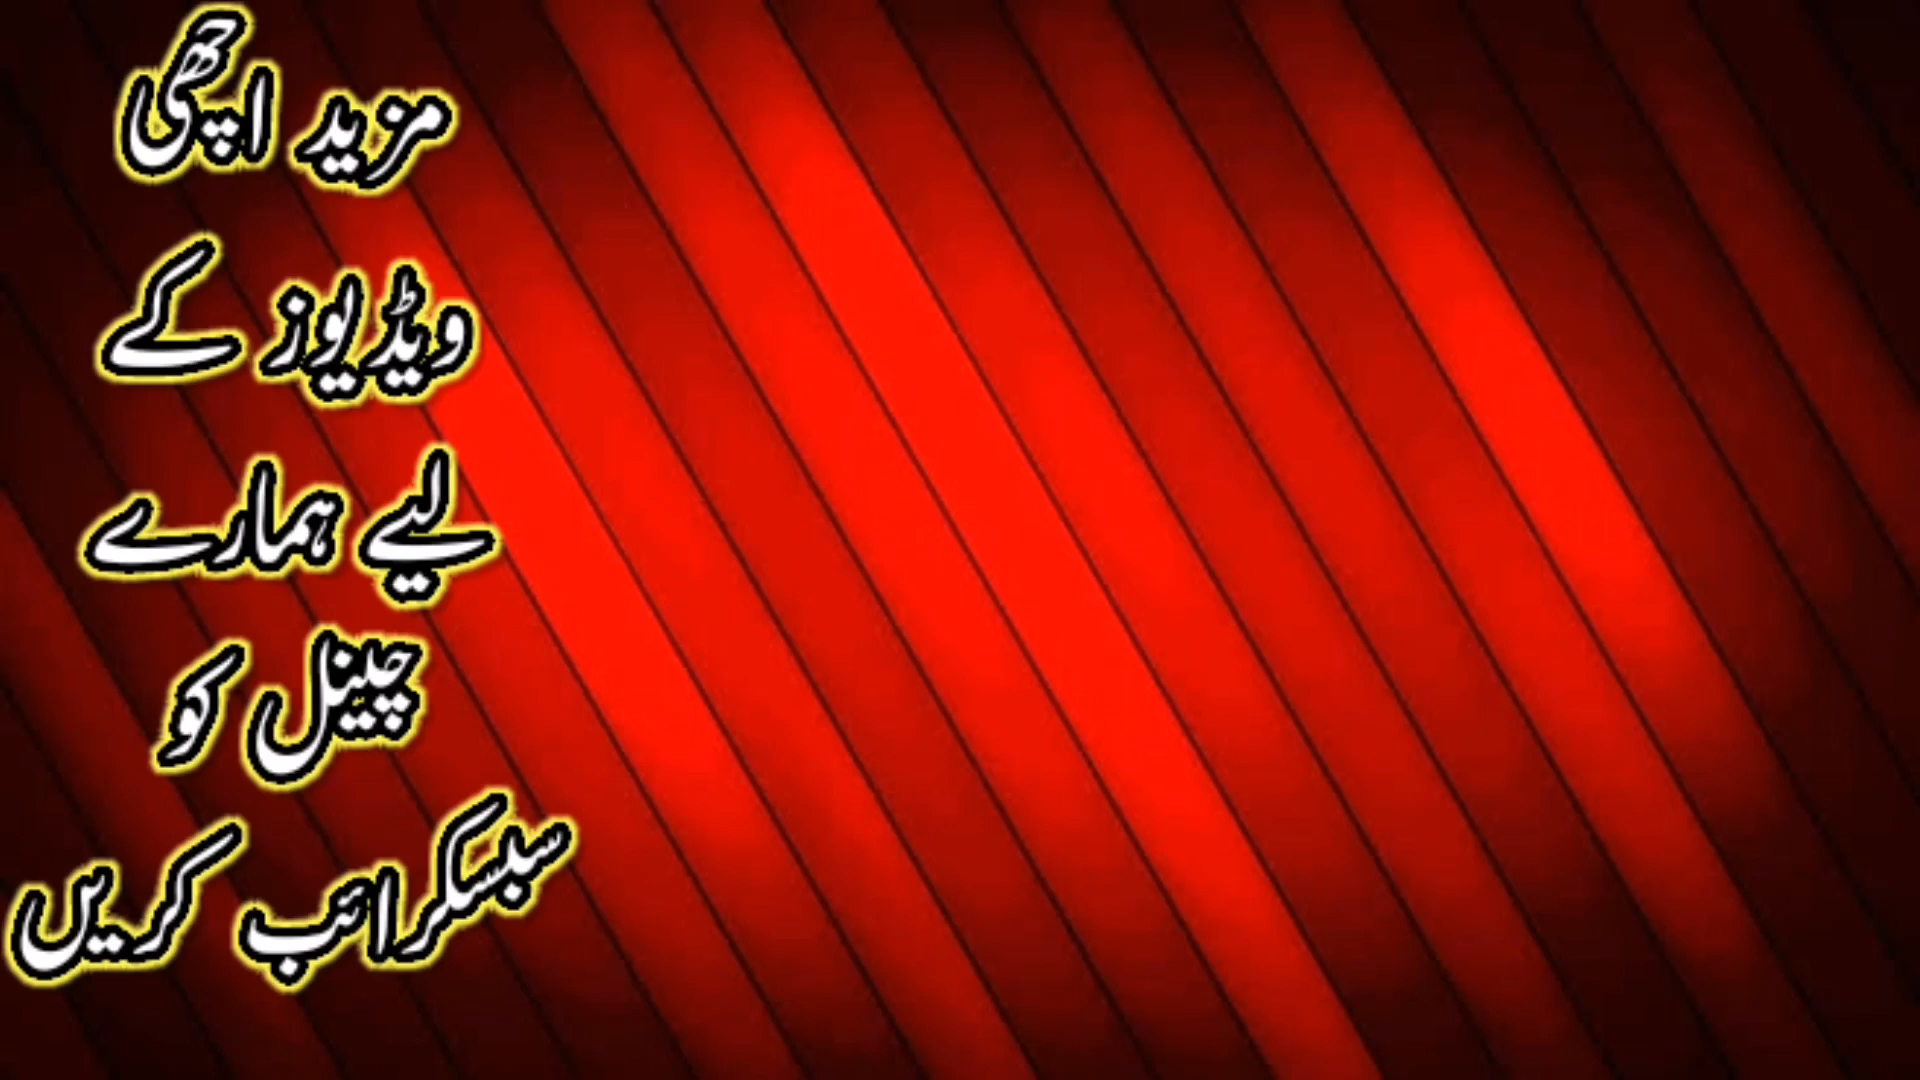 مزید اچھی
ویڈیوز کے
لیے ہمارے
چینل کو
سبسکرائب کریں